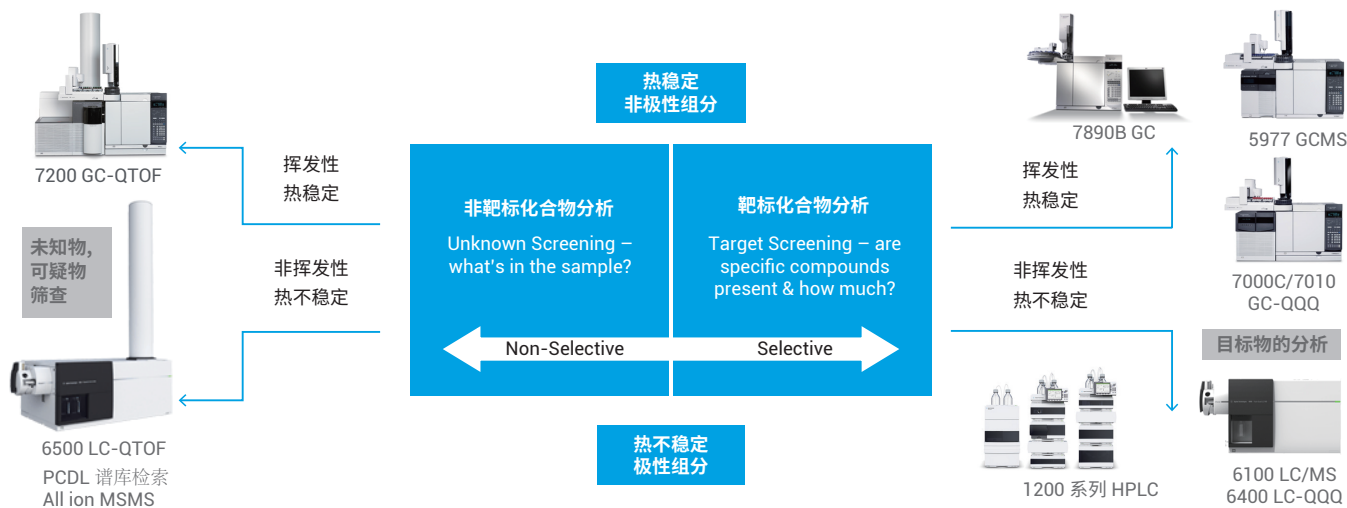 热稳定
非极性组分
7200 GC-QTOF
挥发性
热稳定
未知物,
可疑物
筛查
非挥发性
热不稳定
6500 LC-QTOF
PCDL 谱库检索
All ion MSMS
非靶标化合物分析
Unknown Screening –
what's in the sample?
Non-Selective
靶标化合物分析
Target Screening – are
specific compounds
present & how much?
Selective
热不稳定
极性组分
7890B GC
5977 GCMS
挥发性
热稳定
7000C/7010
GC-QQQ
非挥发性
热不稳定
目标物的分析
1200 系列 HPLC
6100 LC/MS
6400 LC-QQQ